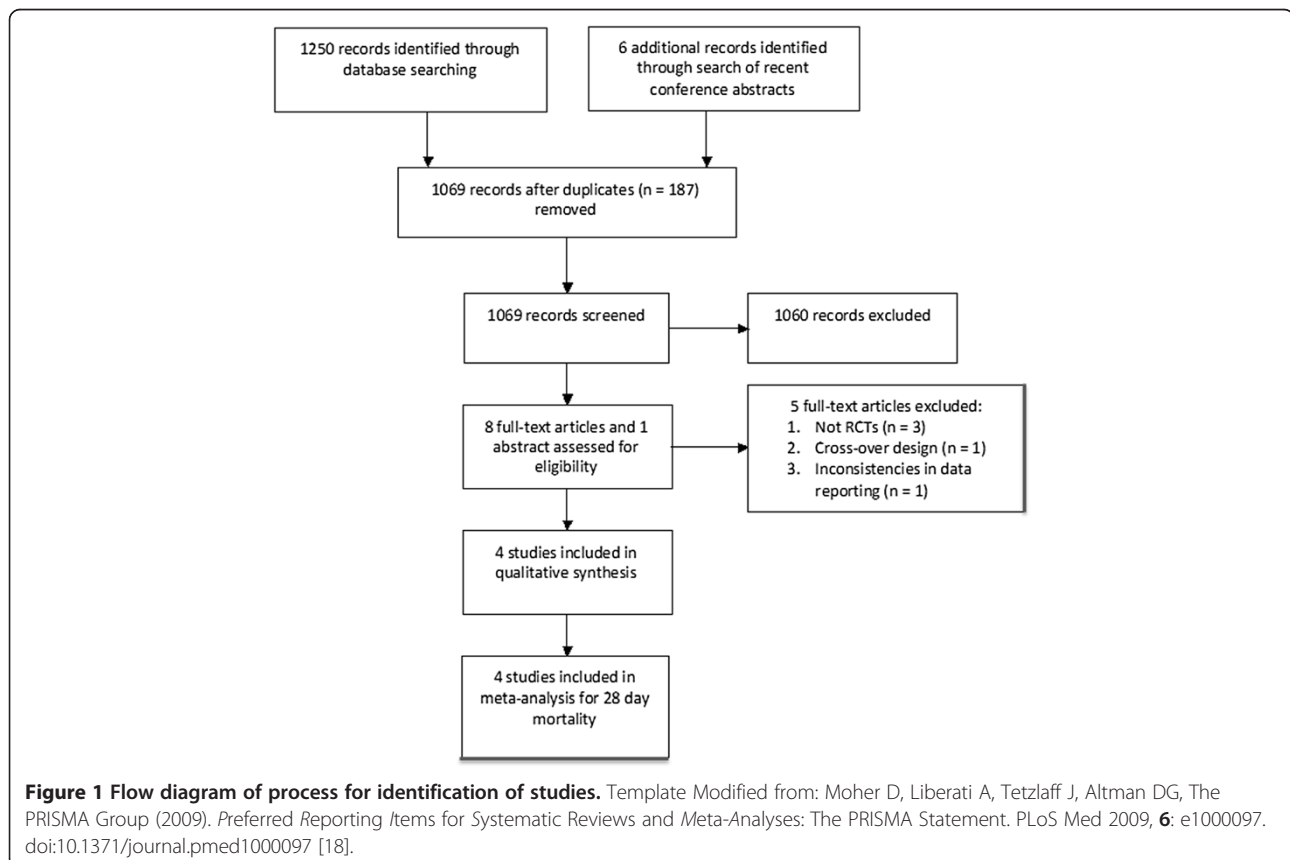 1250 records identified through
database searching
6 additional records identified
through search of recent
conference abstracts
1069 records after duplicates (n = 187)
removed
1069 records screened
1060 records excluded
8 full-text articles and 1
abstract assessed for
eligibility
5 full-text articles excluded:
1. Not RCTs (n = 3)
2. Cross-over design (n = 1)
3. Inconsistencies in data
reporting (n = 1)
4 studies included in
qualitative synthesis
4 studies included in
meta-analysis for 28 day
mortality
Figure 1 Flow diagram of process for identification of studies. Template Modified from: Moher D, Liberati A, Tetzlaff J, Altman DG, The
PRISMA Group (2009). Preferred Reporting Items for Systematic Reviews and Meta-Analyses: The PRISMA Statement. PLoS Med 2009, 6: e1000097.
doi:10.1371/journal.pmed1000097 [18].